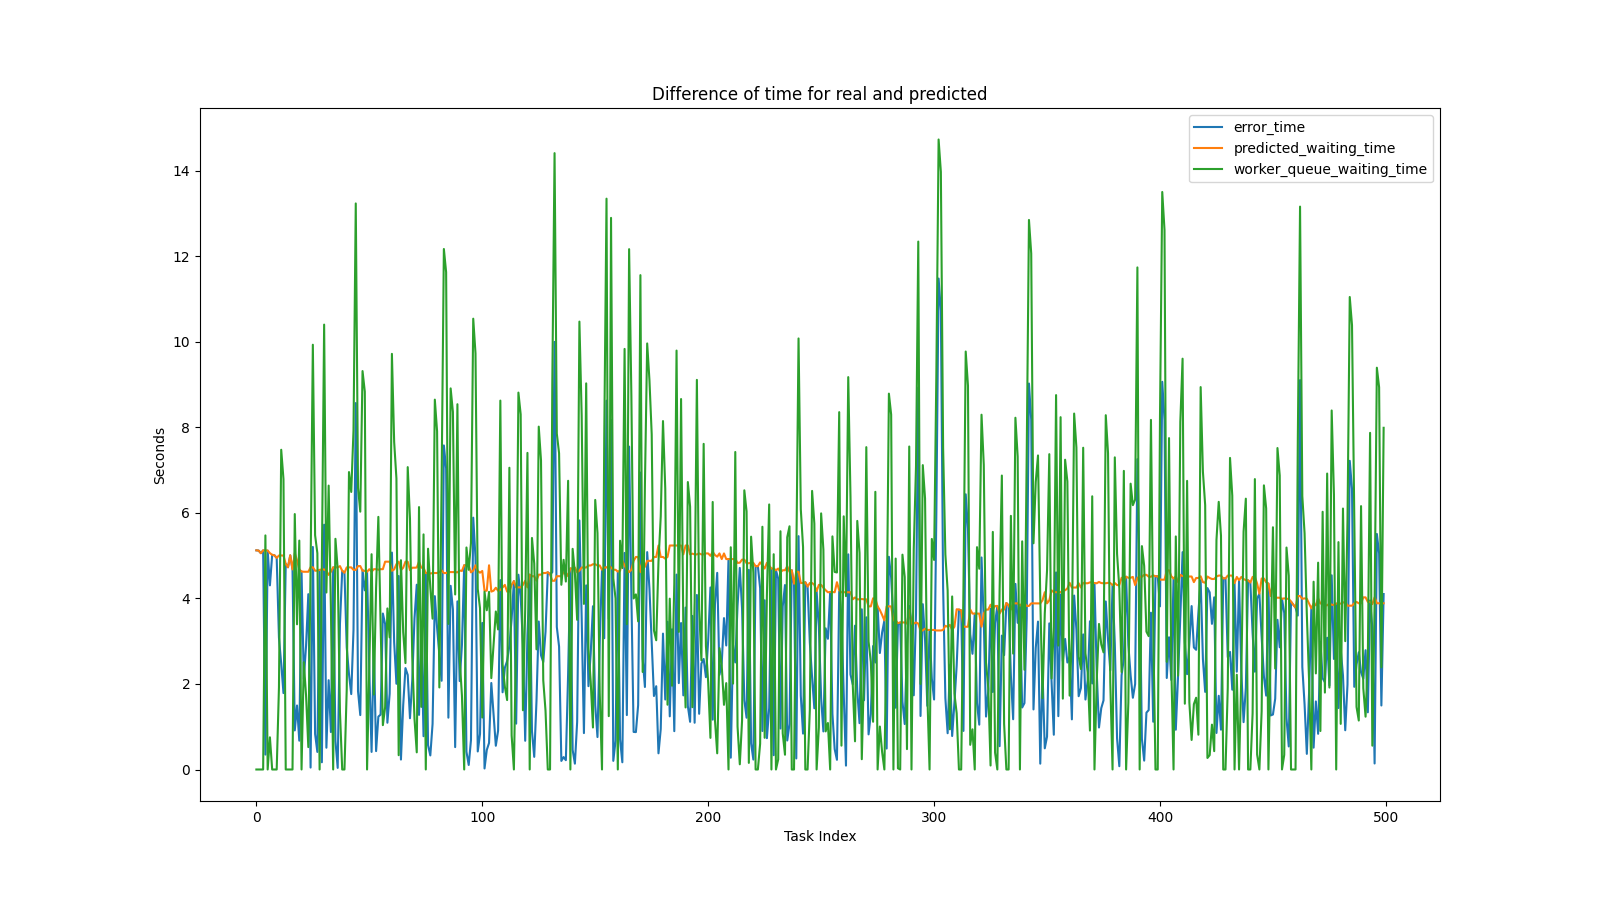 Difference of time for real and predicted
error_time
predicted_waiting_time
worker_queue_waiting_time
14
12
10
8
6
4
2
0
Seconds
0 100 200 300 400 500
Task Index